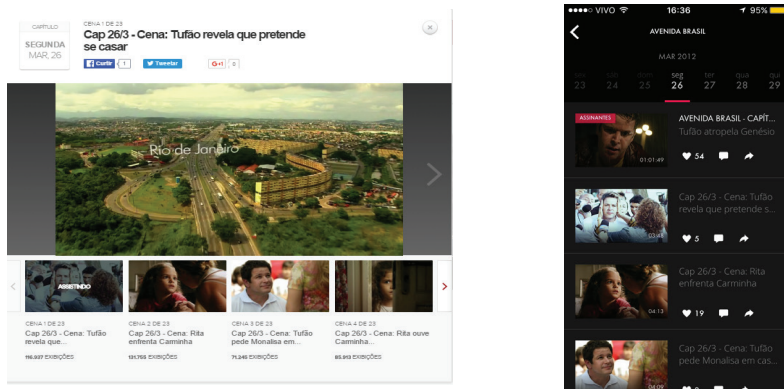 CAPÍTULO
SEGUNDA
MAR, 26
CENA 1 DE 23
Cap 26/3 - Cena: Tufão revela que pretende
se casar
Curtir
1
Tweetar
G+1
Rio de Janeiro
ASSISTINDO
CENA 1 DE 23
Cap 26/3 - Cena: Tufão
revela que...
116.937 EXIBIÇÕES
CENA 2 DE 23
Cap 26/3 - Cena: Rita
enfrenta Carminha
131.755 EXIBIÇÕES
CENA 3 DE 23
Cap 26/3 - Cena: Tufão
pede Monalisa em...
71.246 EXIBIÇÕES
CENA 4 DE 23
Cap 26/3 - Cena: Rita ouve
Carminha...
EXIBIÇÕES
VIVO
16:36
95%
AVENIDA BRASIL
MAR 2012
sáb
dom
seg
ter
qua
qui
23
24
25
26
27
28
29
ASSINANTES
01:01:49
AVENIDA BRASIL - CAPÍT...
Tufão atropela Genésio
54
03:48
Cap 26/3 - Cena: Tufão
revela que pretende s...
5
04:13
Cap 26/3 - Cena: Rita
enfrenta Carminha
19
04:09
Cap 26/3 - Cena: Tufão
pede Monalisa em cas...